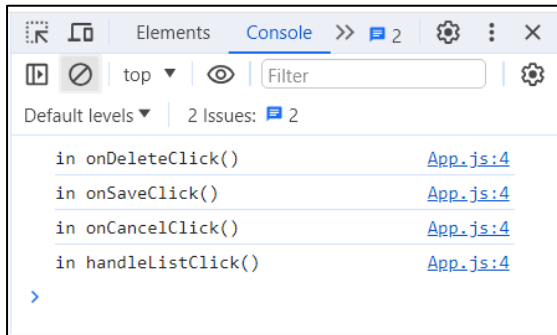 Elements Console 2
top Filter
Default levels 2 Issues: 2
in onDeleteClick() App.js:4
in onSaveClick() App.js:4
in onCancelClick() App.js:4
in handleListClick() App.js:4